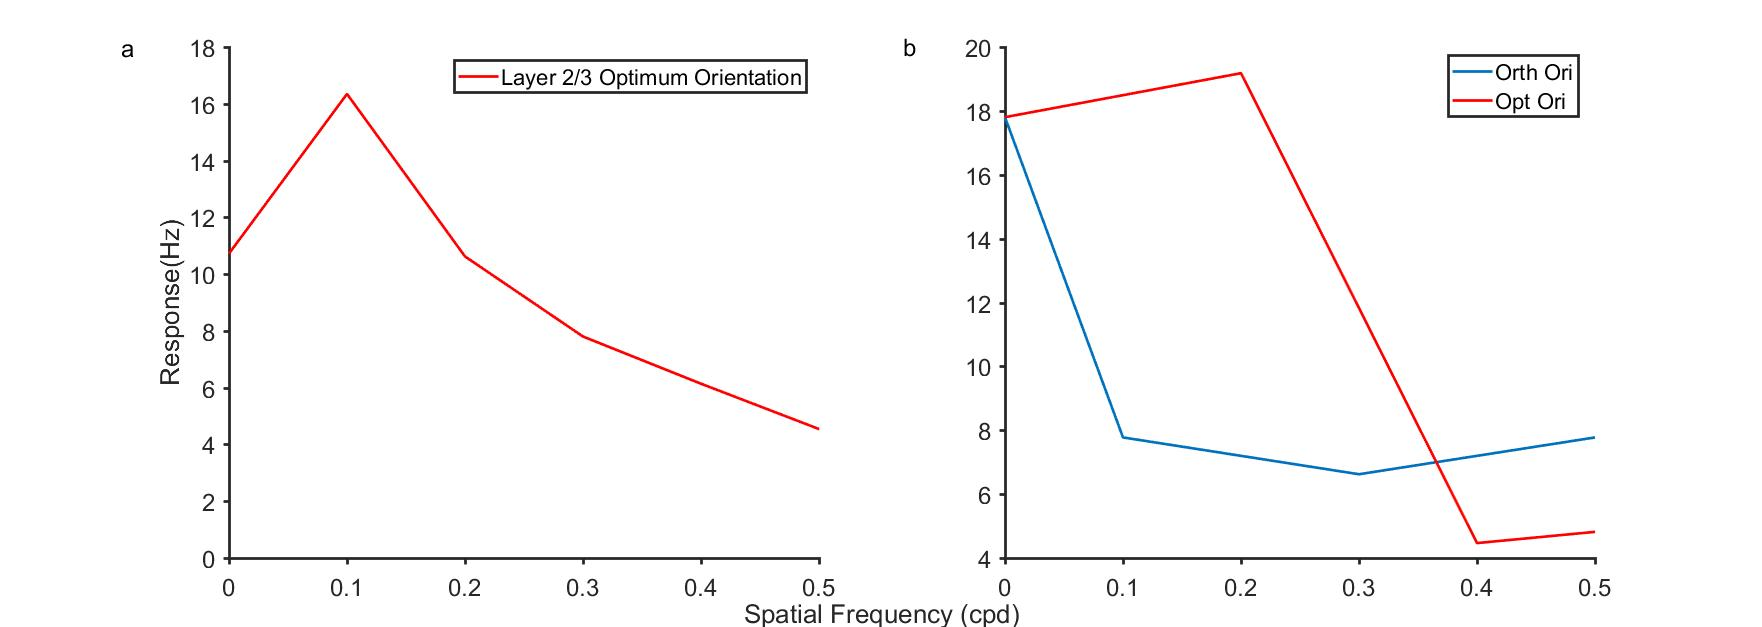 a
18
16
14
12
10
8
6
4
2
0
Response(Hz)
Layer 2/3 Optimum Orientation
0 0.1 0.2 0.3 0.4 0.5
b
20
18
16
14
12
10
8
6
4
Orth Ori
Opt Ori
0 0.1 0.2 0.3 0.4 0.5
Spatial Frequency (cpd)